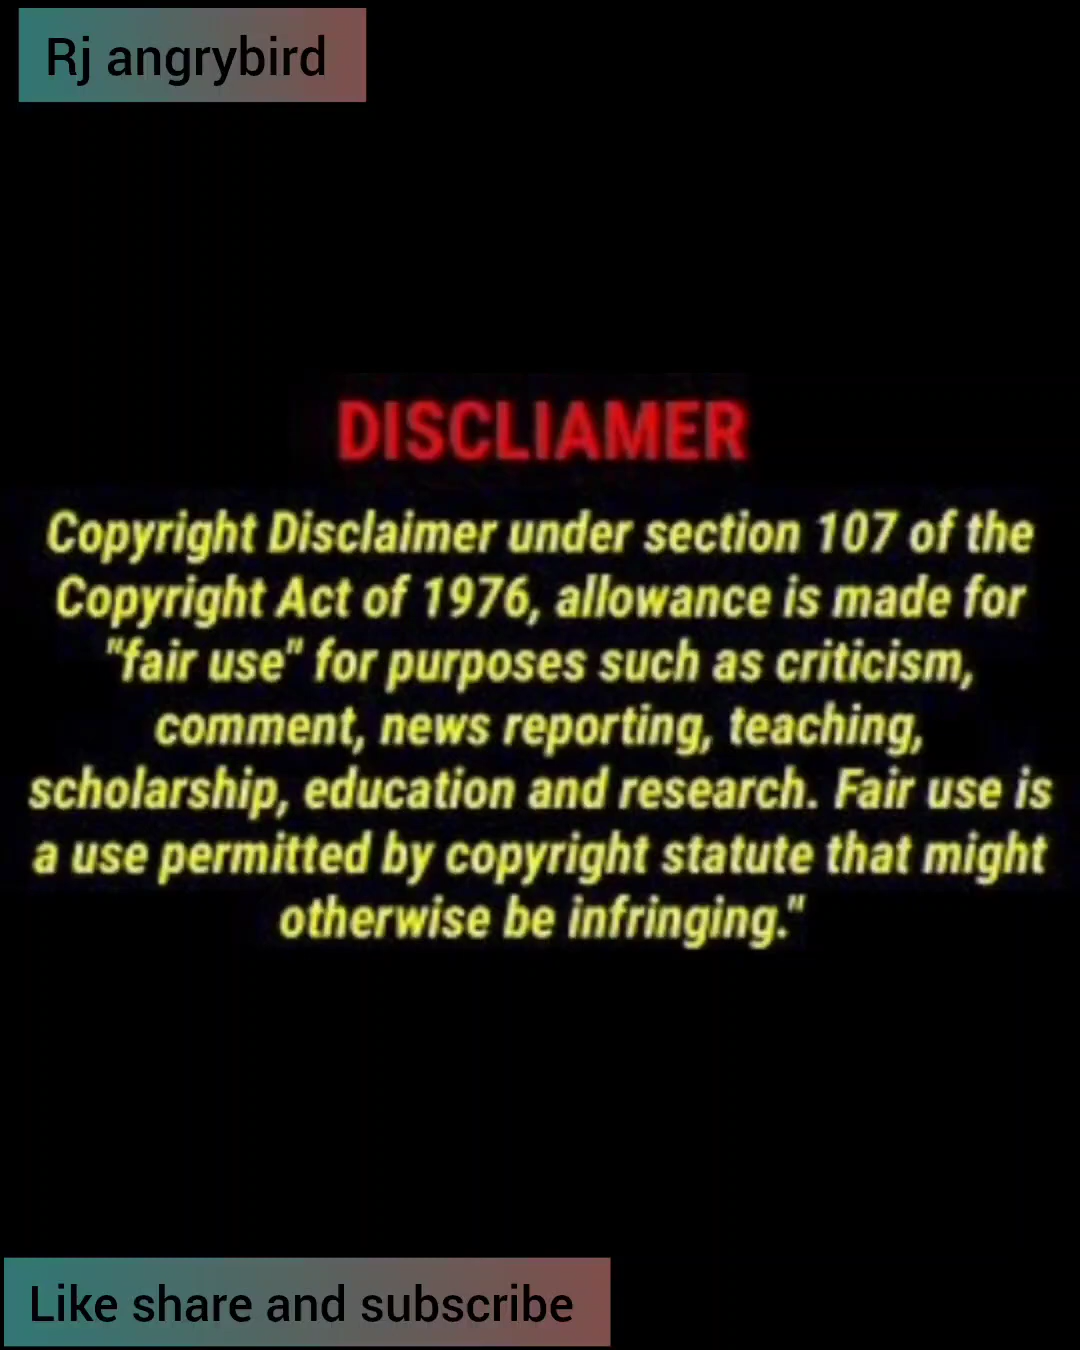 Rj angrybird
DISCLIAMER
Copyright Disclaimer under section 107 of the
Copyright Act of 1976, allowance is made for
"fair use" for purposes such as criticism,
comment, news reporting, teaching,
scholarship, education and research. Fair use is
a use permitted by copyright statute that might
otherwise be infringing."
Like share and subscribe